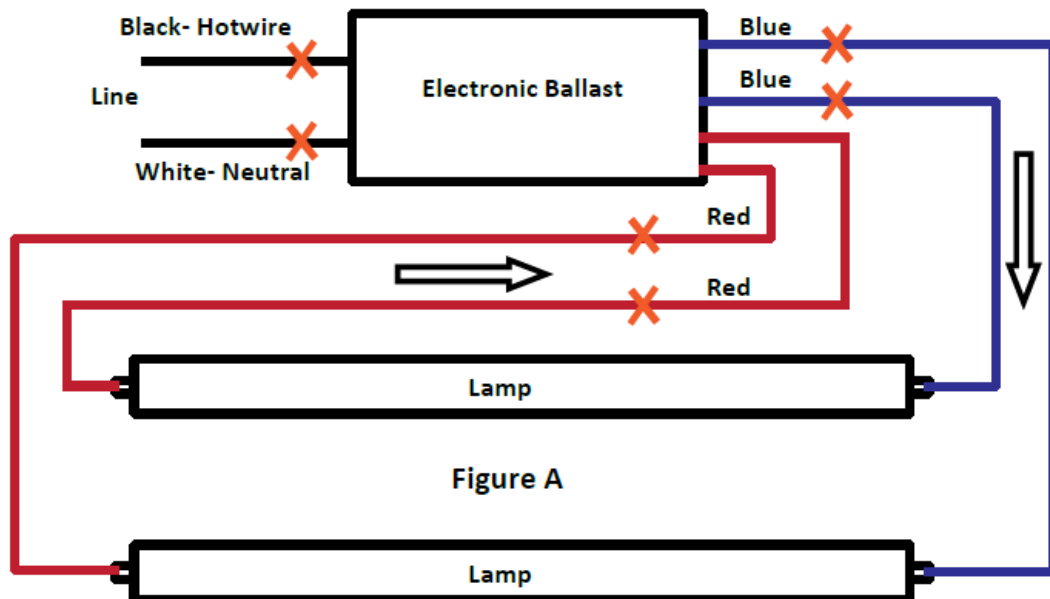 Black- Hotwire
Blue
Electronic Ballast
Blue
Line
White- Neutral
Red
Red
Lamp
Figure A
Lamp